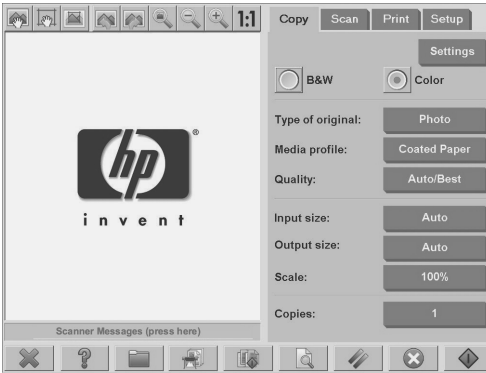 1:1
Copy Scan Print Setup
Settings
B&W Color
Type of original: Photo
Media profile: Coated Paper
Quality: Auto/Best
Input size: Auto
Output size: Auto
Scale: 100%
Copies: 1
hp ®
invent
Scanner Messages (press here)
?